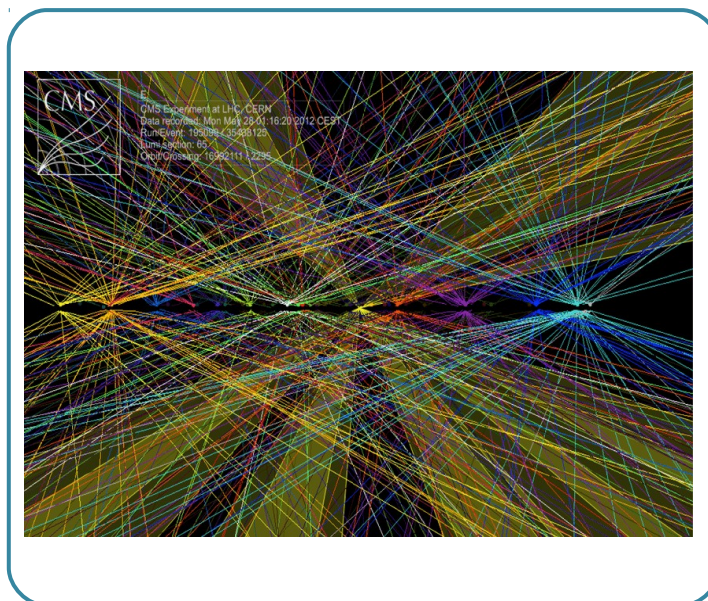 CMS
CMS Experiment at LHC, CERN
Data recorded: Mon May 28 01:16:20 2012 CEST
Run/Event: 195099 / 35438125
Lumi section: 65
Orbit/Crossing: 16992111 / 2295